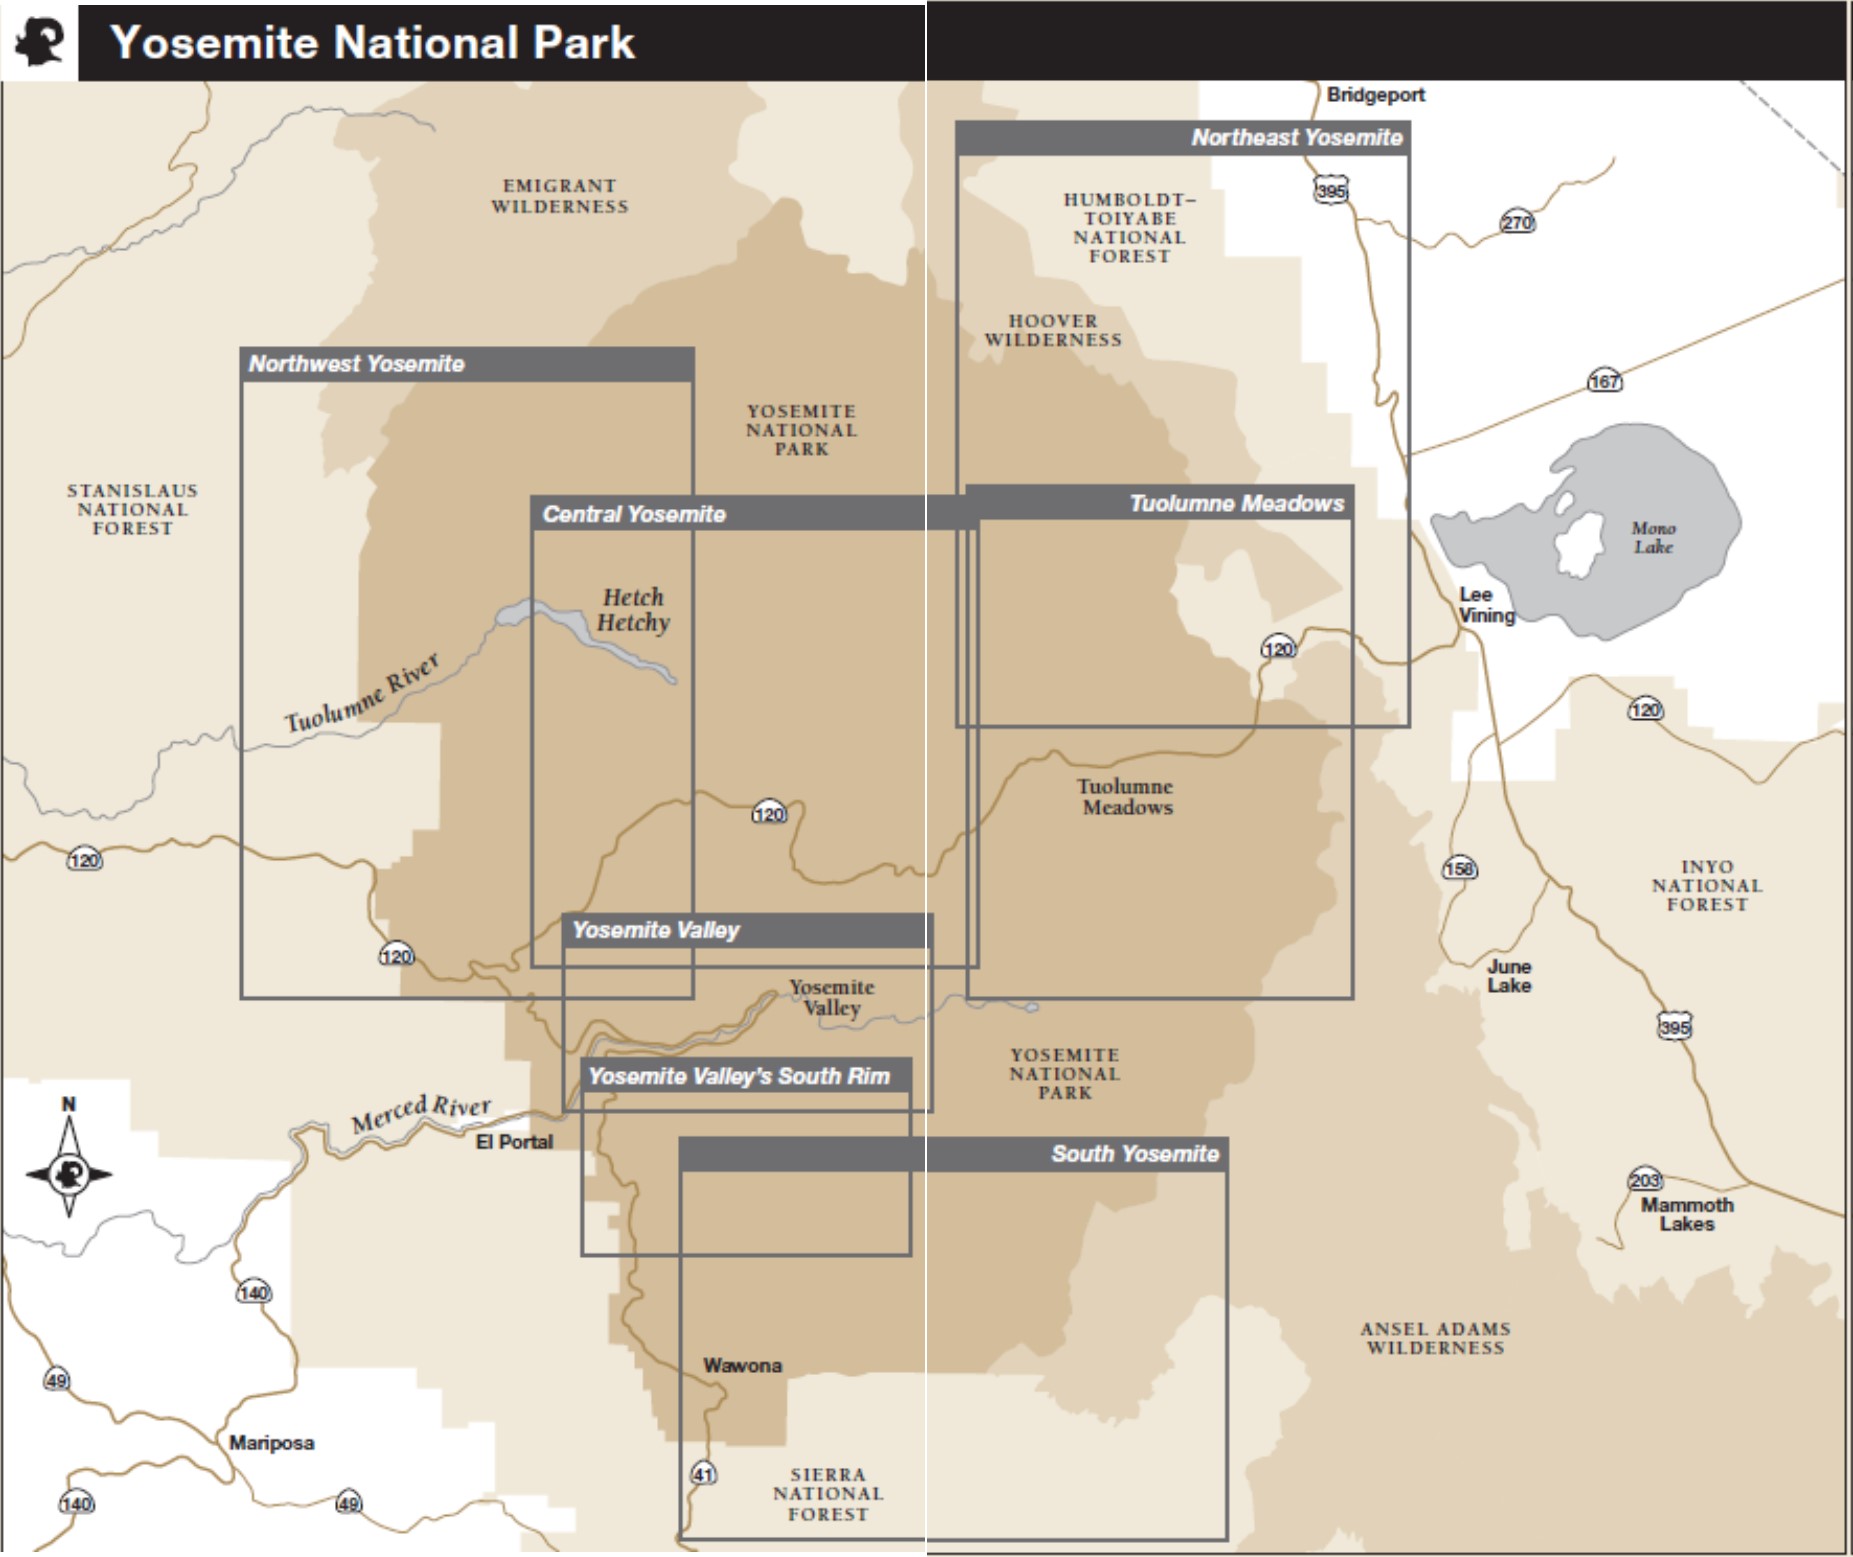 Yosemite National Park
Bridgeport
Northeast Yosemite
EMIGRANT
WILDERNESS
395
HUMBOLDT–
TOIYABE
NATIONAL
FOREST
270
HOOVER
WILDERNESS
Northwest Yosemite
167
YOSEMITE
NATIONAL
PARK
STANISLAUS
NATIONAL
FOREST
Central Yosemite
Tuolumne Meadows
Mono
Lake
Hetch
Hetchy
Lee
Vining
120
Tuolumne River
120
Tuolumne
Meadows
120
120
158
INYO
NATIONAL
FOREST
Yosemite Valley
120
June
Lake
Yosemite
Valley
395
YOSEMITE
NATIONAL
PARK
Yosemite Valley's South Rim
N
Merced River
El Portal
South Yosemite
203
Mammoth
Lakes
140
ANSEL ADAMS
WILDERNESS
Wawona
49
Mariposa
41
SIERRA
NATIONAL
FOREST
140
49